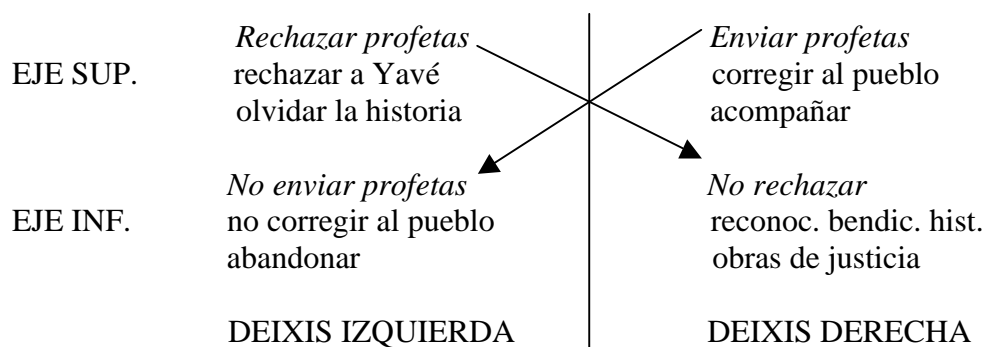 Rechazar profetas Enviar profetas
EJE SUP. rechazar a Yavé corregir al pueblo
olvidar la historia acompañar
No enviar profetas No rechazar
EJE INF. no corregir al pueblo reconoc. bendic. hist.
abandonar obras de justicia
DEIXIS IZQUIERDA DEIXIS DERECHA